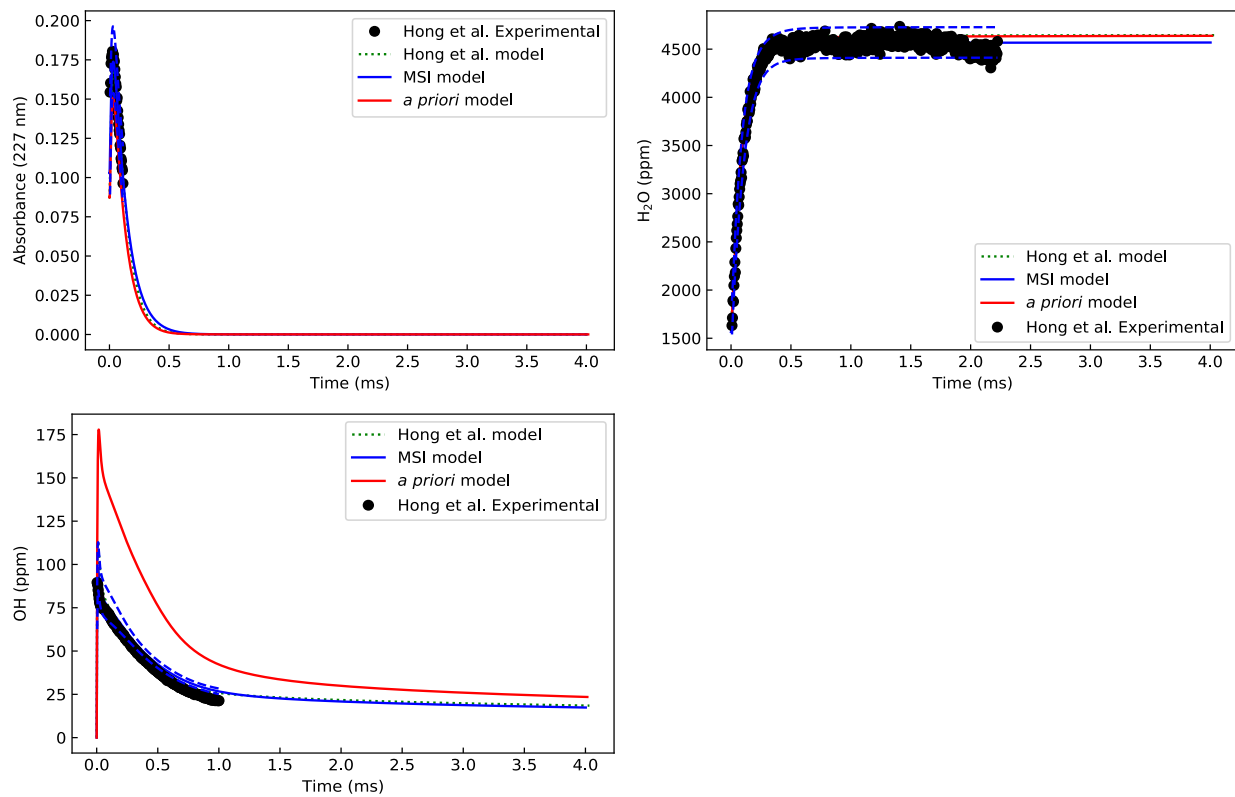 0.200
0.175
0.150
0.125
0.100
0.075
0.050
0.025
0.000
Absorbance (227 nm)
Hong et al. Experimental
Hong et al. model
MSI model
a priori model
0.0 0.5 1.0 1.5 2.0 2.5 3.0 3.5 4.0
Time (ms)
4500
4000
3500
3000
2500
2000
1500
H₂O (ppm)
Hong et al. model
MSI model
a priori model
Hong et al. Experimental
0.0 0.5 1.0 1.5 2.0 2.5 3.0 3.5 4.0
Time (ms)
175
150
125
100
75
50
25
0
OH (ppm)
Hong et al. model
MSI model
a priori model
Hong et al. Experimental
0.0 0.5 1.0 1.5 2.0 2.5 3.0 3.5 4.0
Time (ms)